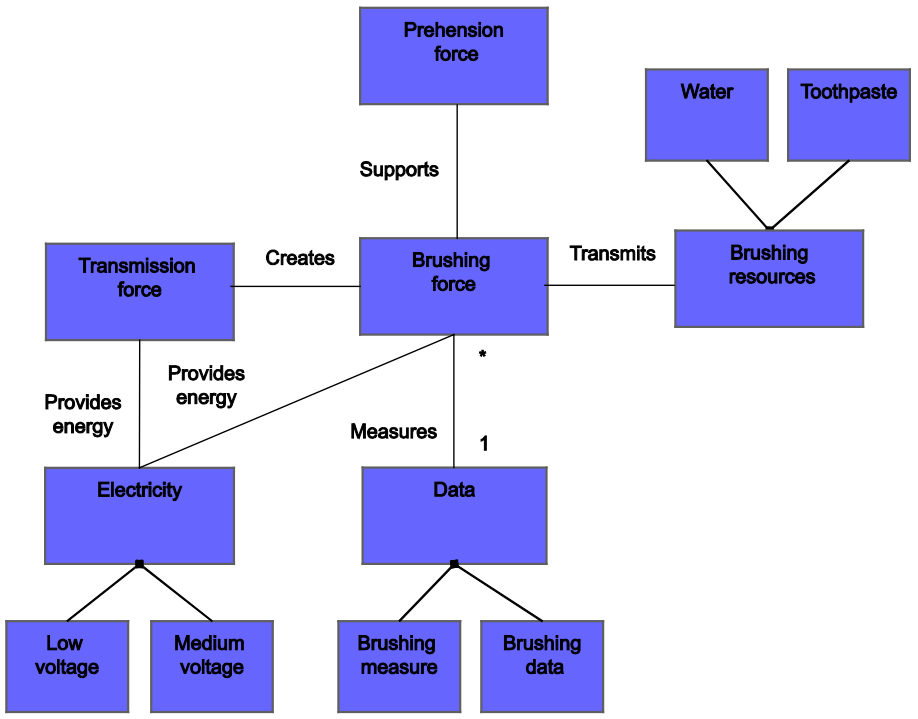 Prehension
force
Water
Toothpaste
Supports
Transmission
force
Creates
Brushing
force
Transmits
Brushing
resources
*
Provides
energy
Provides
energy
Measures
1
Electricity
Data
Low
voltage
Medium
voltage
Brushing
measure
Brushing
data